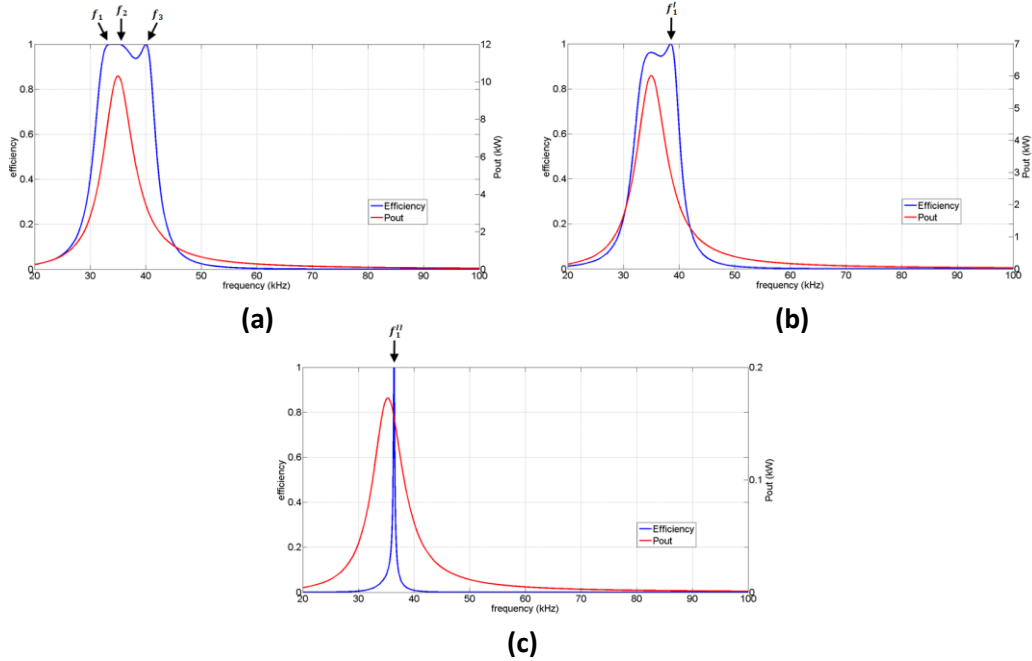 f₁ f₂ f₃
1 12
0.8 10
8
0.6
6
0.4
4
0.2
2
0 0
20 30 40 50 60 70 80 90 100
efficiency
Pout (kW)
Efficiency
Pout
frequency (kHz)
(a)
f₁ᴵ
1 7
6
0.8
5
0.6
4
3
0.4
2
0.2
1
0 0
20 30 40 50 60 70 80 90 100
efficiency
Pout (kW)
Efficiency
Pout
frequency (kHz)
(b)
f₁ᴵᴵ
1 0.2
0.8
0.6
0.1
0.4
0.2
0 0
20 30 40 50 60 70 80 90 100
efficiency
Pout (kW)
Efficiency
Pout
frequency (kHz)
(c)